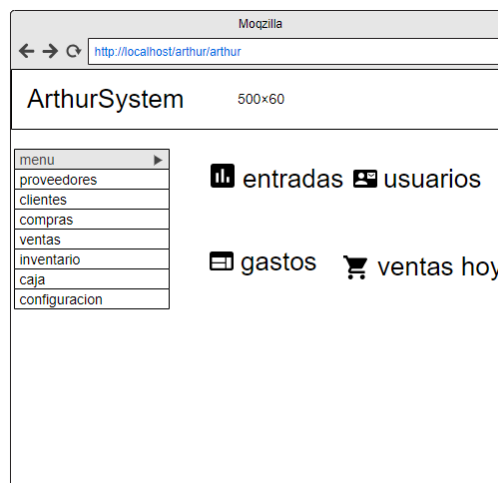 Moqzilla
http://localhost/arthur/arthur
ArthurSystem 500×60
menu
proveedores
clientes
compras
ventas
inventario
caja
configuracion
entradas usuarios
gastos ventas hoy